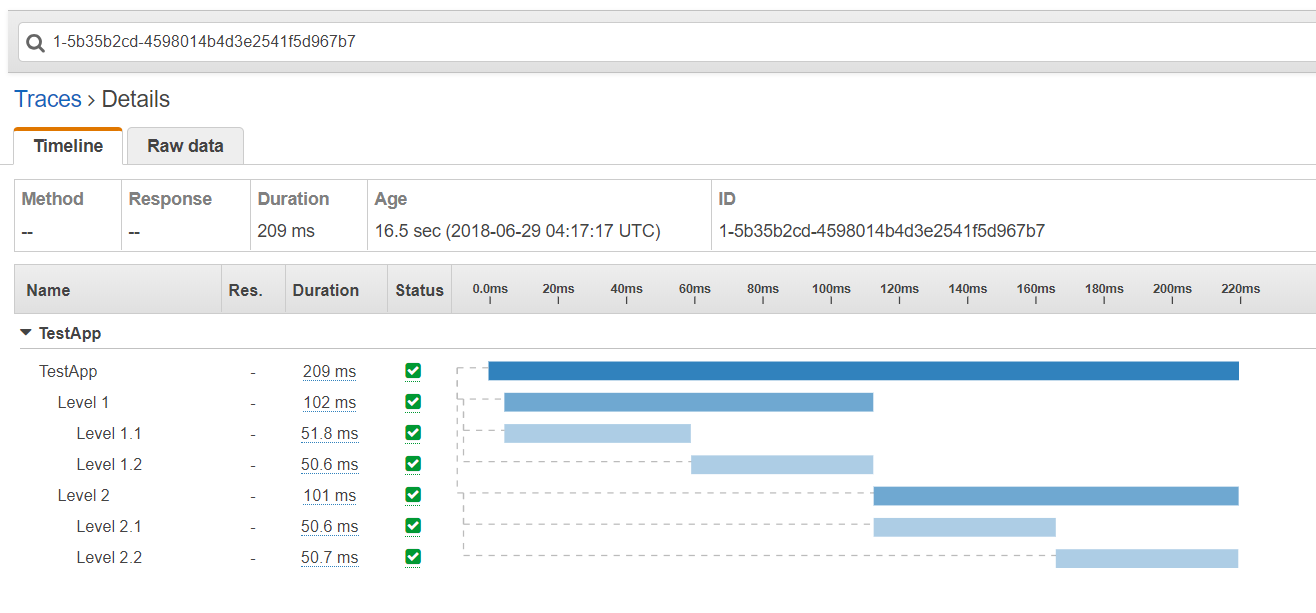 1-5b35b2cd-4598014b4d3e2541f5d967b7
Traces › Details
Timeline Raw data
Method Response Duration Age ID
-- -- 209 ms 16.5 sec (2018-06-29 04:17:17 UTC) 1-5b35b2cd-4598014b4d3e2541f5d967b7
Name Res. Duration Status 0.0ms 20ms 40ms 60ms 80ms 100ms 120ms 140ms 160ms 180ms 200ms 220ms
TestApp
TestApp - 209 ms
Level 1 - 102 ms
Level 1.1 - 51.8 ms
Level 1.2 - 50.6 ms
Level 2 - 101 ms
Level 2.1 - 50.6 ms
Level 2.2 - 50.7 ms